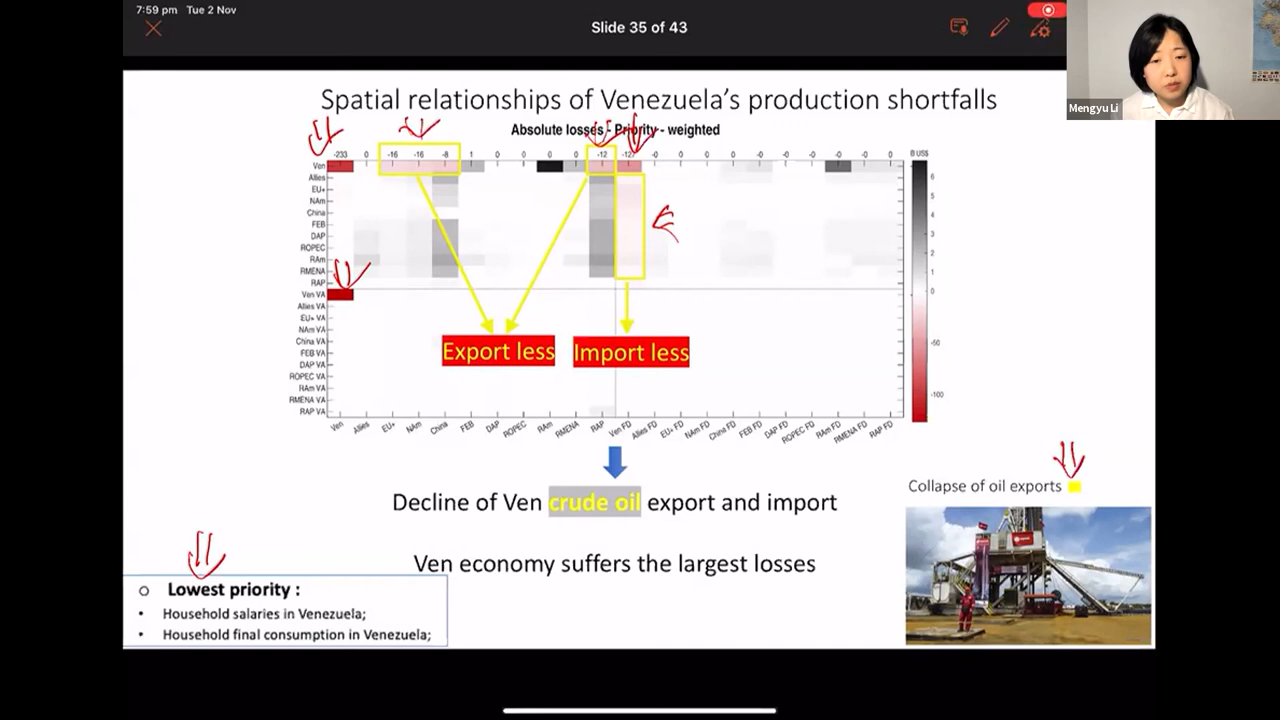 7:59 pm Tue 2 Nov
Slide 35 of 43
Mengyu Li
Spatial relationships of Venezuela's production shortfalls
Absolute losses - Priority - weighted
-233 0 -16 -16 -8 1 0 0 0 -12 -127 -0 0 0 0 -0 0 0 -0 0 0
B US$
Ven
Allies
EU+
NAm
China
FEB
DAP
ROPEC
RAm
RMENA
RAP
Ven VA
Allies VA
EU+ VA
NAm VA
China VA
FEB VA
DAP VA
ROPEC VA
RAm VA
RMENA VA
RAP VA
6
5
4
3
2
1
0
-50
-100
Export less
Import less
Ven Allies EU+ NAm China FEB DAP ROPEC RAm RMENA RAP Ven FD Allies FD EU+ FD NAm FD China FD FEB FD DAP FD ROPEC FD RAm FD RMENA FD RAP FD
Decline of Ven crude oil export and import
Ven economy suffers the largest losses
Collapse of oil exports
Lowest priority :
Household salaries in Venezuela;
Household final consumption in Venezuela;